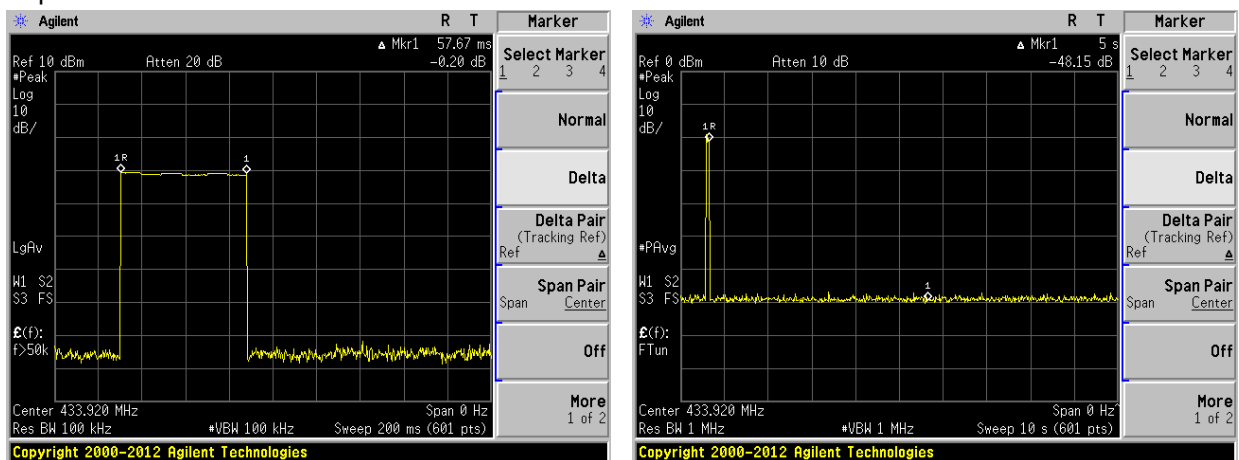 Agilent R T Marker
Δ Mkr1 57.67 ms
Ref 10 dBm Atten 20 dB -0.20 dB
#Peak
Log
10
dB/
1R
1
LgAv
W1 S2
S3 FS
£(f):
f>50k
Center 433.920 MHz Span 0 Hz
Res BW 100 kHz #VBW 100 kHz Sweep 200 ms (601 pts)
Copyright 2000-2012 Agilent Technologies
Select Marker
1 2 3 4
Normal
Delta
Delta Pair
(Tracking Ref)
Ref Δ
Span Pair
Span Center
Off
More
1 of 2
Agilent R T Marker
Δ Mkr1 5 s
Ref 0 dBm Atten 10 dB -48.15 dB
#Peak
Log
10
dB/
1R
1
#PAvg
W1 S2
S3 FS
£(f):
FTun
Center 433.920 MHz Span 0 Hz^
Res BW 1 MHz #VBW 1 MHz Sweep 10 s (601 pts)
Copyright 2000-2012 Agilent Technologies
Select Marker
1 2 3 4
Normal
Delta
Delta Pair
(Tracking Ref)
Ref Δ
Span Pair
Span Center
Off
More
1 of 2